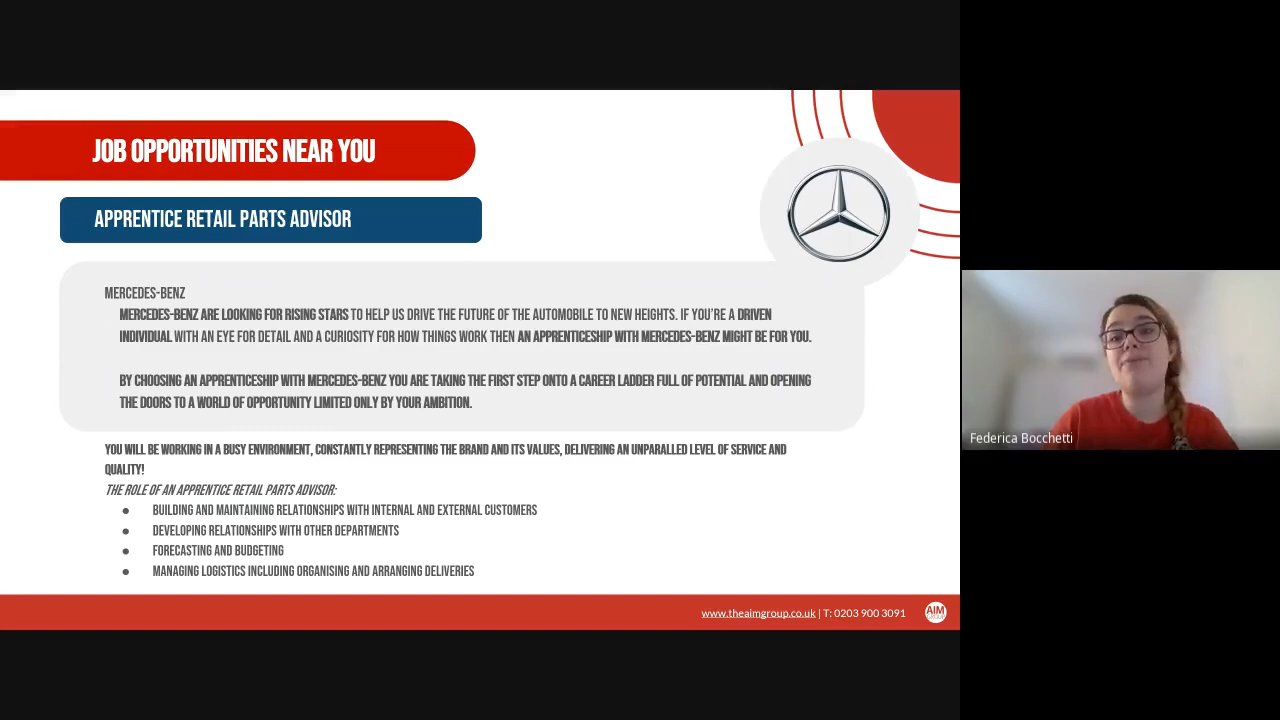 JOB OPPORTUNITIES NEAR YOU
APPRENTICE RETAIL PARTS ADVISOR
MERCEDES-BENZ
MERCEDES-BENZ ARE LOOKING FOR RISING STARS TO HELP US DRIVE THE FUTURE OF THE AUTOMOBILE TO NEW HEIGHTS. IF YOU'RE A DRIVEN
INDIVIDUAL WITH AN EYE FOR DETAIL AND A CURIOSITY FOR HOW THINGS WORK THEN AN APPRENTICESHIP WITH MERCEDES-BENZ MIGHT BE FOR YOU.
BY CHOOSING AN APPRENTICESHIP WITH MERCEDES-BENZ YOU ARE TAKING THE FIRST STEP ONTO A CAREER LADDER FULL OF POTENTIAL AND OPENING
THE DOORS TO A WORLD OF OPPORTUNITY LIMITED ONLY BY YOUR AMBITION.
YOU WILL BE WORKING IN A BUSY ENVIRONMENT, CONSTANTLY REPRESENTING THE BRAND AND ITS VALUES, DELIVERING AN UNPARALLED LEVEL OF SERVICE AND
QUALITY!
THE ROLE OF AN APPRENTICE RETAIL PARTS ADVISOR:
● BUILDING AND MAINTAINING RELATIONSHIPS WITH INTERNAL AND EXTERNAL CUSTOMERS
● DEVELOPING RELATIONSHIPS WITH OTHER DEPARTMENTS
● FORECASTING AND BUDGETING
● MANAGING LOGISTICS INCLUDING ORGANISING AND ARRANGING DELIVERIES
www.theaimgroup.co.uk | T: 0203 900 3091
AIM
GROUP
Federica Bocchetti